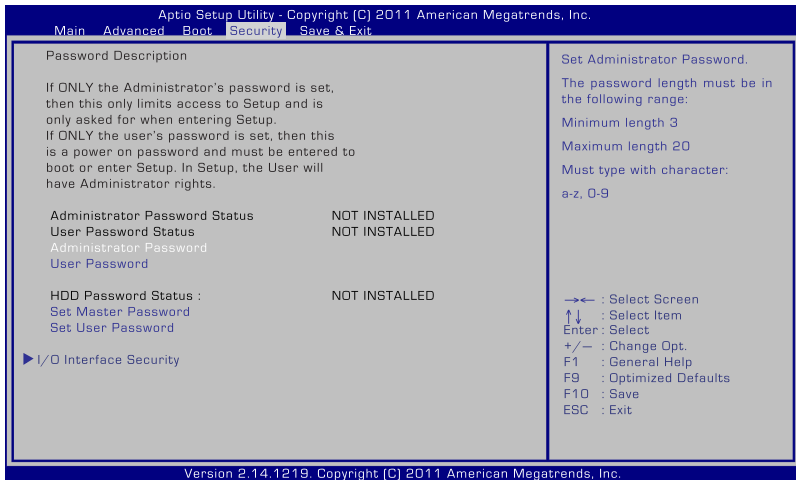 Aptio Setup Utility - Copyright (C) 2011 American Megatrends, Inc.
Main Advanced Boot Security Save & Exit
Password Description
If ONLY the Administrator's password is set,
then this only limits access to Setup and is
only asked for when entering Setup.
If ONLY the user's password is set, then this
is a power on password and must be entered to
boot or enter Setup. In Setup, the User will
have Administrator rights.
Administrator Password Status NOT INSTALLED
User Password Status NOT INSTALLED
Administrator Password
User Password
HDD Password Status : NOT INSTALLED
Set Master Password
Set User Password
▶ I/O Interface Security
Set Administrator Password.
The password length must be in
the following range:
Minimum length 3
Maximum length 20
Must type with character:
a-z, 0-9
→← : Select Screen
↑↓ : Select Item
Enter : Select
+/− : Change Opt.
F1 : General Help
F9 : Optimized Defaults
F10 : Save
ESC : Exit
Version 2.14.1219. Copyright (C) 2011 American Megatrends, Inc.